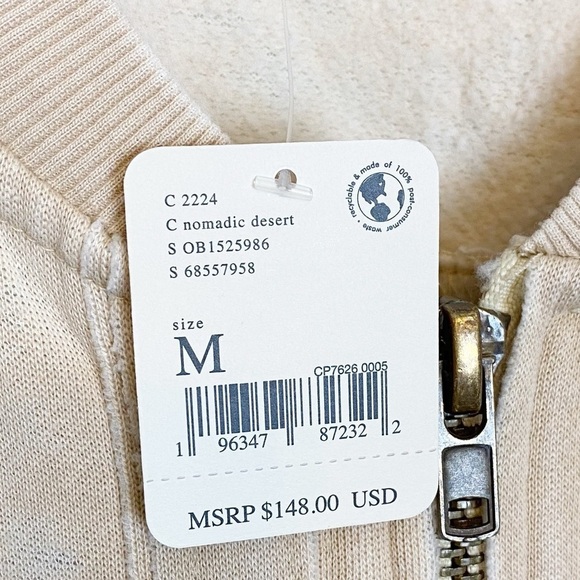 C 2224
C nomadic desert
S OB1525986
S 68557958
recyclable & made of 100% post-consumer waste •
size
M
CP7626 0005
1 96347 87232 2
MSRP $148.00 USD